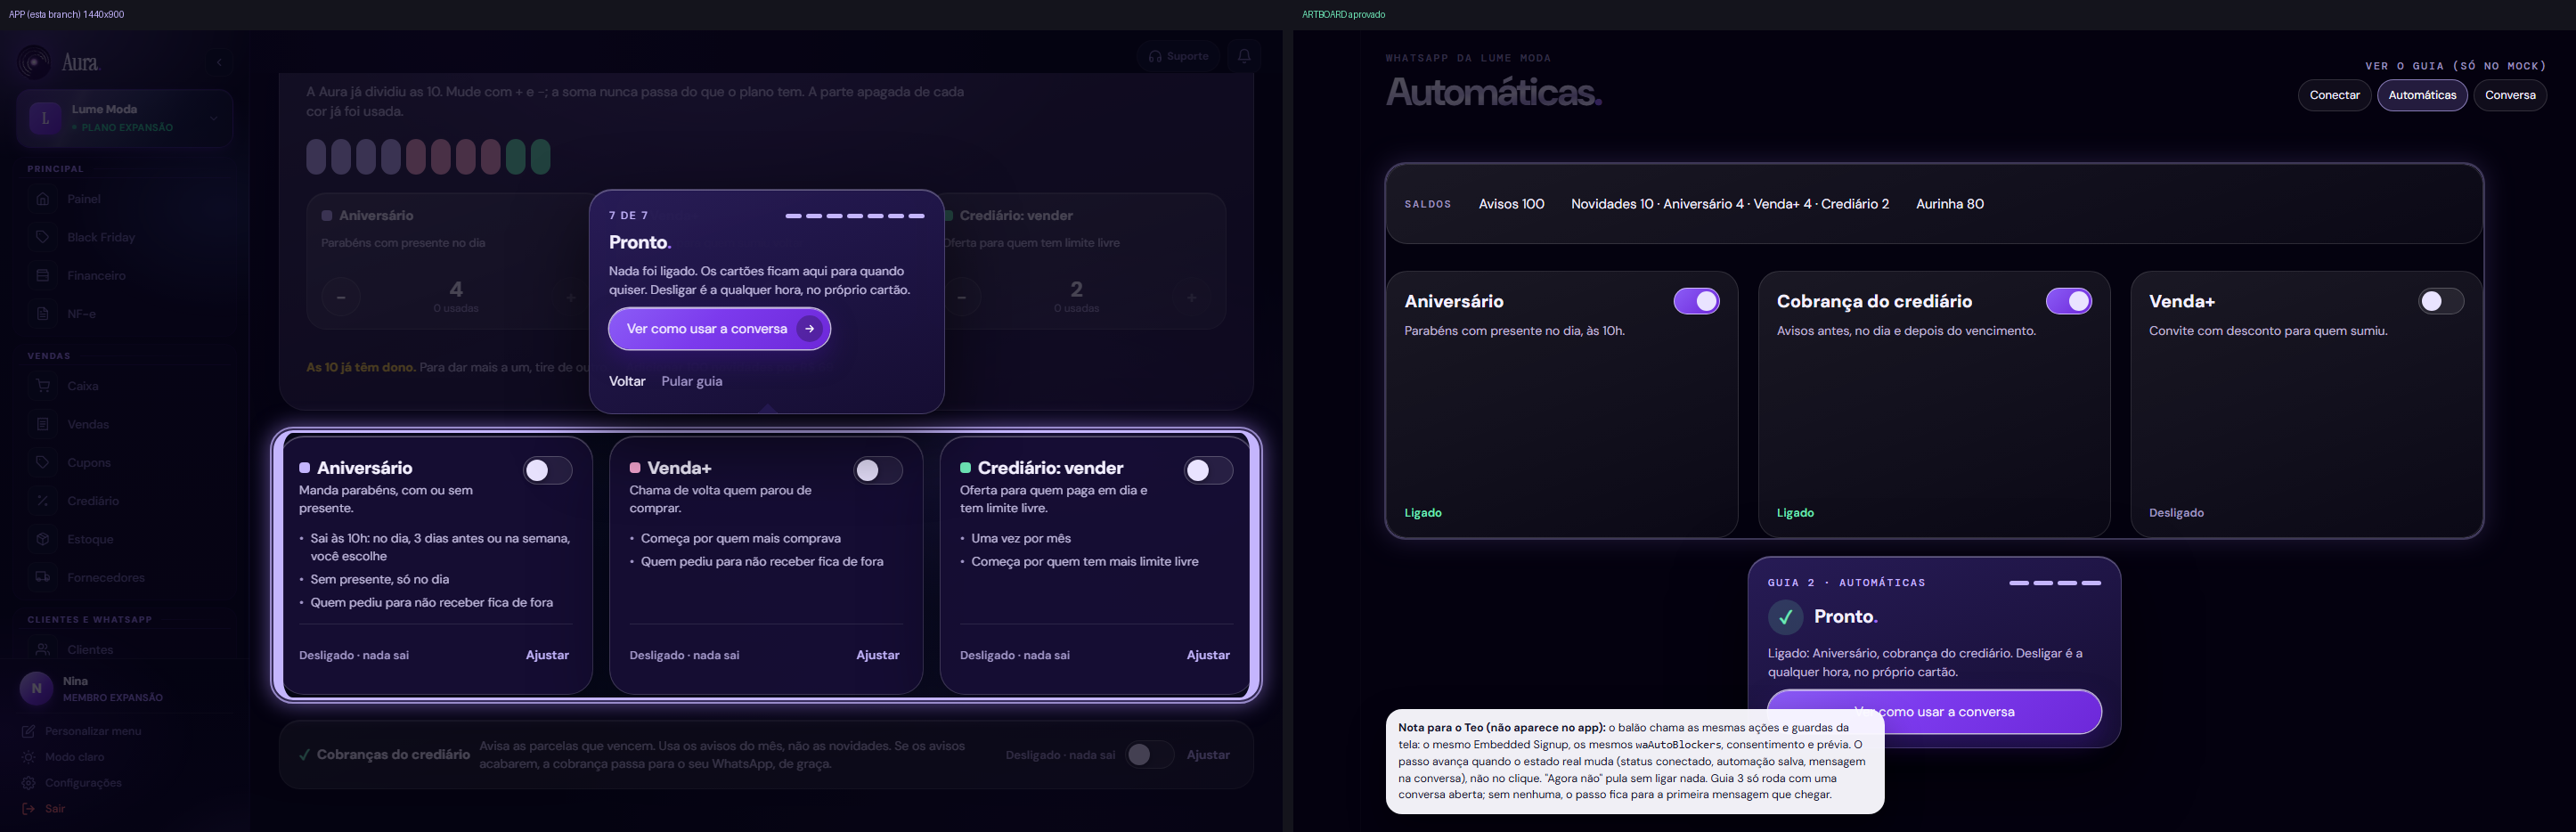 APP (esta branch) 1440x900
Aura
Suporte
Lume Moda
PLANO EXPANSÃO
PRINCIPAL
Painel
Black Friday
Financeiro
NF-e
VENDAS
Caixa
Vendas
Cupons
Crediário
Estoque
Fornecedores
CLIENTES E WHATSAPP
Clientes
N
Nina
MEMBRO EXPANSÃO
Personalizar menu
Modo claro
Configurações
Sair
A Aura já dividiu as 10. Mude com + e -; a soma nunca passa do que o plano tem. A parte apagada de cada
cor já foi usada.
Aniversário
Parabéns com presente no dia
- 4 +
0 usadas
Crediário: vender
Oferta para quem tem limite livre
- 2 +
0 usadas
As 10 já têm dono. Para dar mais a um, tire de ou
7 DE 7
Pronto.
Nada foi ligado. Os cartões ficam aqui para quando
quiser. Desligar é a qualquer hora, no próprio cartão.
Ver como usar a conversa →
Voltar Pular guia
Aniversário
Manda parabéns, com ou sem
presente.
• Sai às 10h: no dia, 3 dias antes ou na semana,
você escolhe
• Sem presente, só no dia
• Quem pediu para não receber fica de fora
Desligado · nada sai Ajustar
Venda+
Chama de volta quem parou de
comprar.
• Começa por quem mais comprava
• Quem pediu para não receber fica de fora
Desligado · nada sai Ajustar
Crediário: vender
Oferta para quem paga em dia e
tem limite livre.
• Uma vez por mês
• Começa por quem tem mais limite livre
Desligado · nada sai Ajustar
✓ Cobranças do crediário
Avisa as parcelas que vencem. Usa os avisos do mês, não as novidades. Se os avisos
acabarem, a cobrança passa para o seu WhatsApp, de graça.
Desligado · nada sai Ajustar
ARTBOARD aprovado
WHATSAPP DA LUME MODA
Automáticas.
VER O GUIA (SÓ NO MOCK)
Conectar Automáticas Conversa
SALDOS Avisos 100 Novidades 10 · Aniversário 4 · Venda+ 4 · Crediário 2 Aurinha 80
Aniversário
Parabéns com presente no dia, às 10h.
Ligado
Cobrança do crediário
Avisos antes, no dia e depois do vencimento.
Ligado
Venda+
Convite com desconto para quem sumiu.
Desligado
GUIA 2 · AUTOMÁTICAS
✓ Pronto.
Ligado: Aniversário, cobrança do crediário. Desligar é a
qualquer hora, no próprio cartão.
como usar a conversa
Nota para o Teo (não aparece no app): o balão chama as mesmas ações e guardas da
tela: o mesmo Embedded Signup, os mesmos waAutoBlockers, consentimento e prévia. O
passo avança quando o estado real muda (status conectado, automação salva, mensagem
na conversa), não no clique. "Agora não" pula sem ligar nada. Guia 3 só roda com uma
conversa aberta; sem nenhuma, o passo fica para a primeira mensagem que chegar.